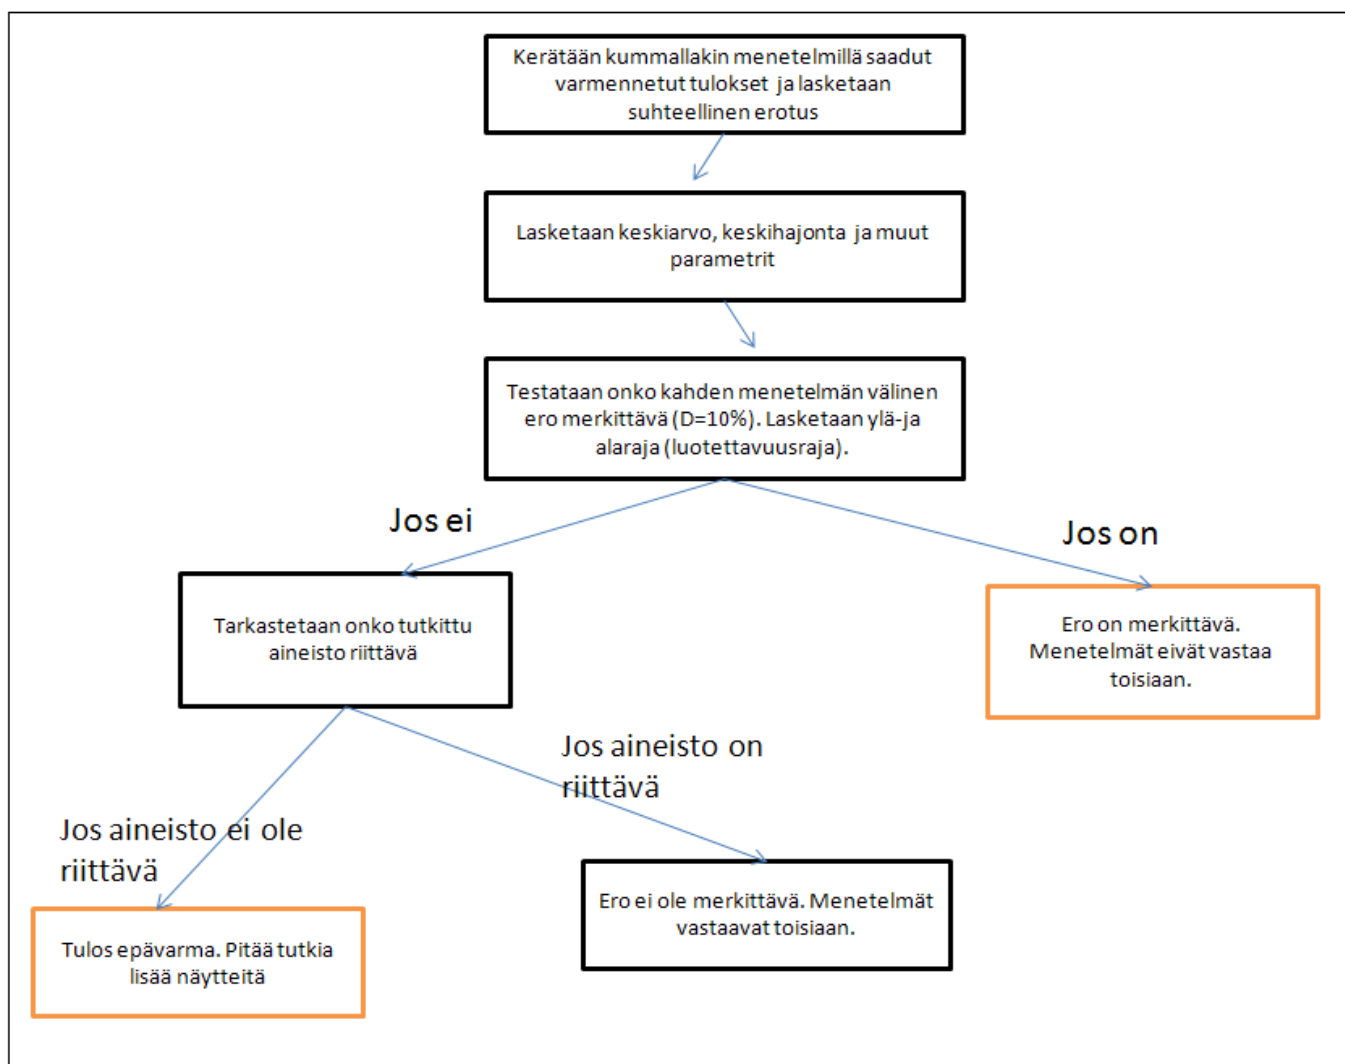 Kerätään kummallakin menetelmillä saadut
varmennetut tulokset ja lasketaan
suhteellinen erotus
Lasketaan keskiarvo, keskihajonta ja muut
parametrit
Testataan onko kahden menetelmän välinen
ero merkittävä (D=10%). Lasketaan ylä-ja
alaraja (luotettavuusraja).
Jos ei
Jos on
Tarkastetaan onko tutkittu
aineisto riittävä
Ero on merkittävä.
Menetelmät eivät vastaa
toisiaan.
Jos aineisto on
riittävä
Jos aineisto ei ole
riittävä
Ero ei ole merkittävä. Menetelmät
vastaavat toisiaan.
Tulos epävarma. Pitää tutkia
lisää näytteitä